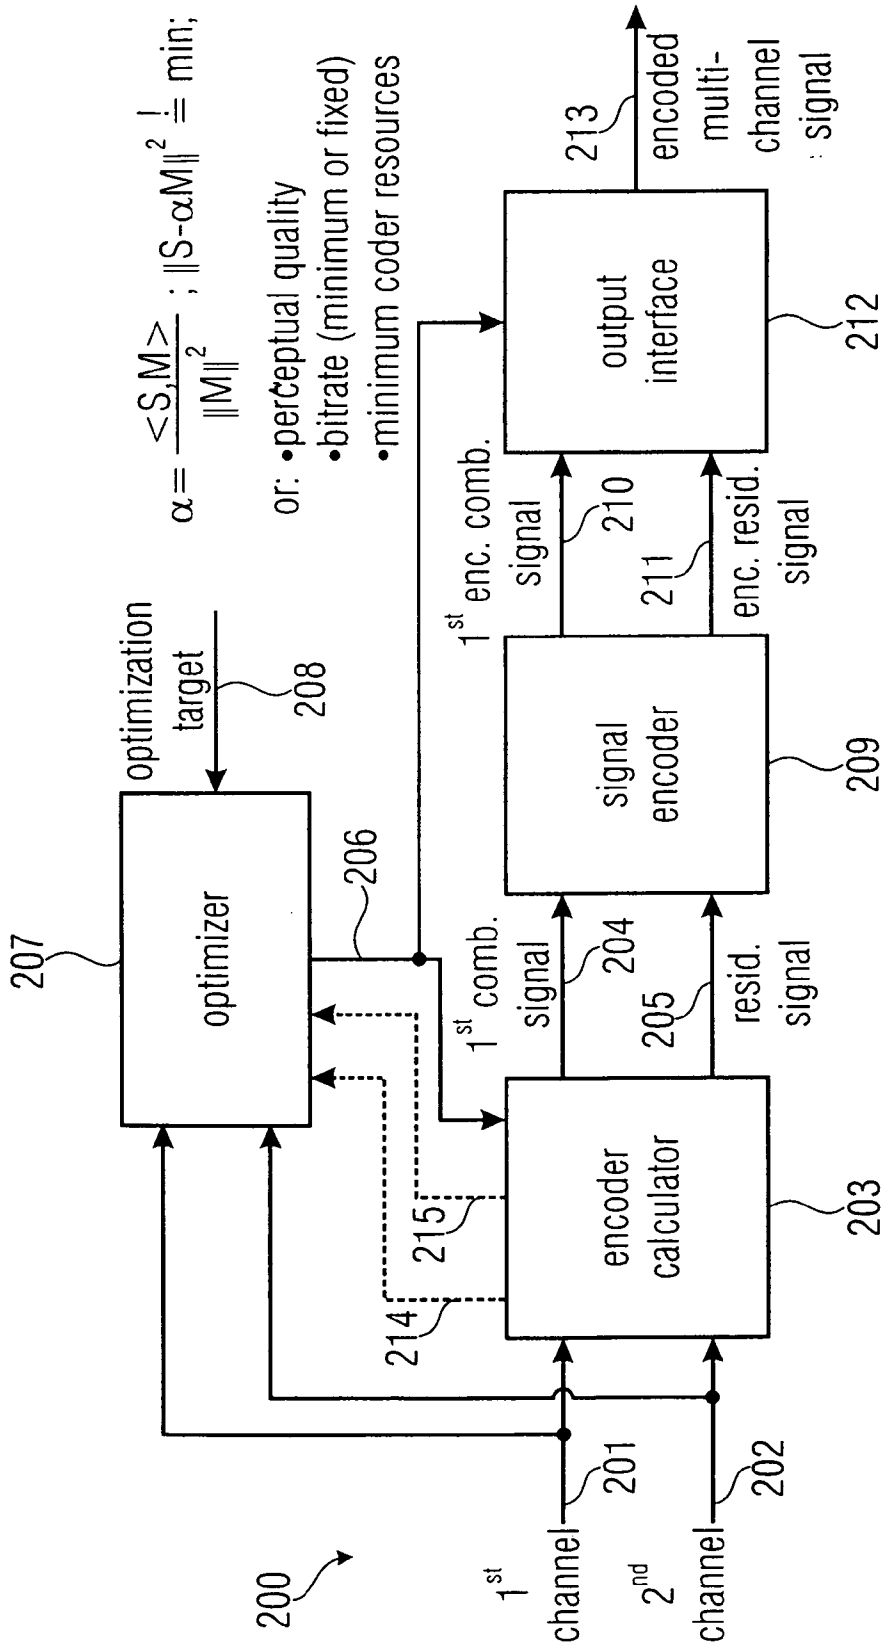 200
1st
channel
201
2nd
channel
202
207
optimizer
optimization
target
208
206
214
215
encoder
calculator
203
1st comb.
signal
204
205
resid.
signal
signal
encoder
209
1st enc. comb.
signal
210
211
enc. resid.
signal
output
interface
212
213
encoded
multi-
channel
signal
α = <S,M> / ‖M‖² ; ‖S-αM‖² =! min;
or: •perceptual quality
•bitrate (minimum or fixed)
•minimum coder resources